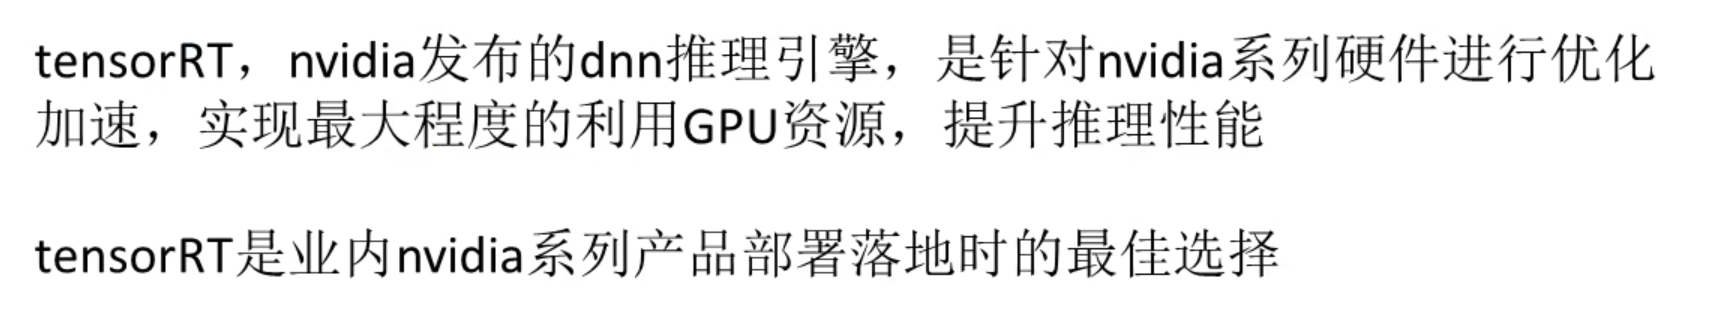 tensorRT，nvidia发布的dnn推理引擎，是针对nvidia系列硬件进行优化
加速，实现最大程度的利用GPU资源，提升推理性能
tensorRT是业内nvidia系列产品部署落地时的最佳选择